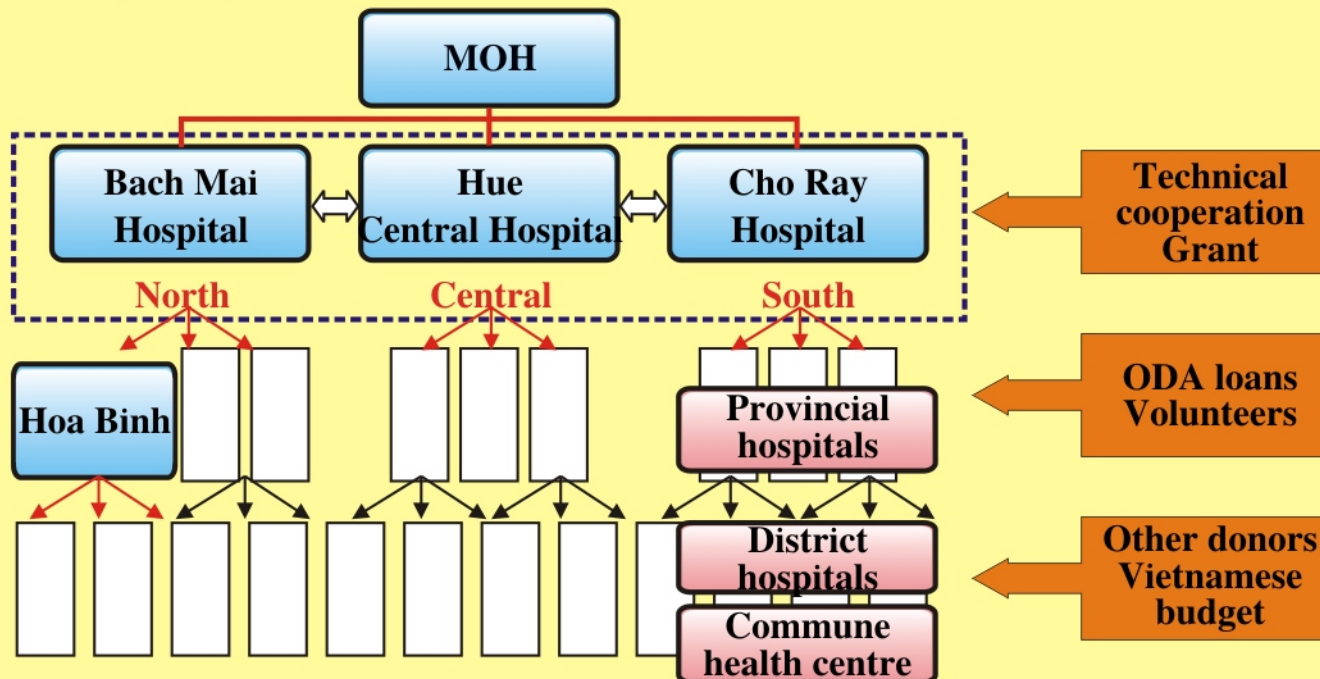 MOH
Bach Mai
Hospital
Hue
Central Hospital
Cho Ray
Hospital
Technical
cooperation
Grant
North
Central
South
Hoa Binh
Provincial
hospitals
ODA loans
Volunteers
District
hospitals
Other donors
Vietnamese
budget
Commune
health centre